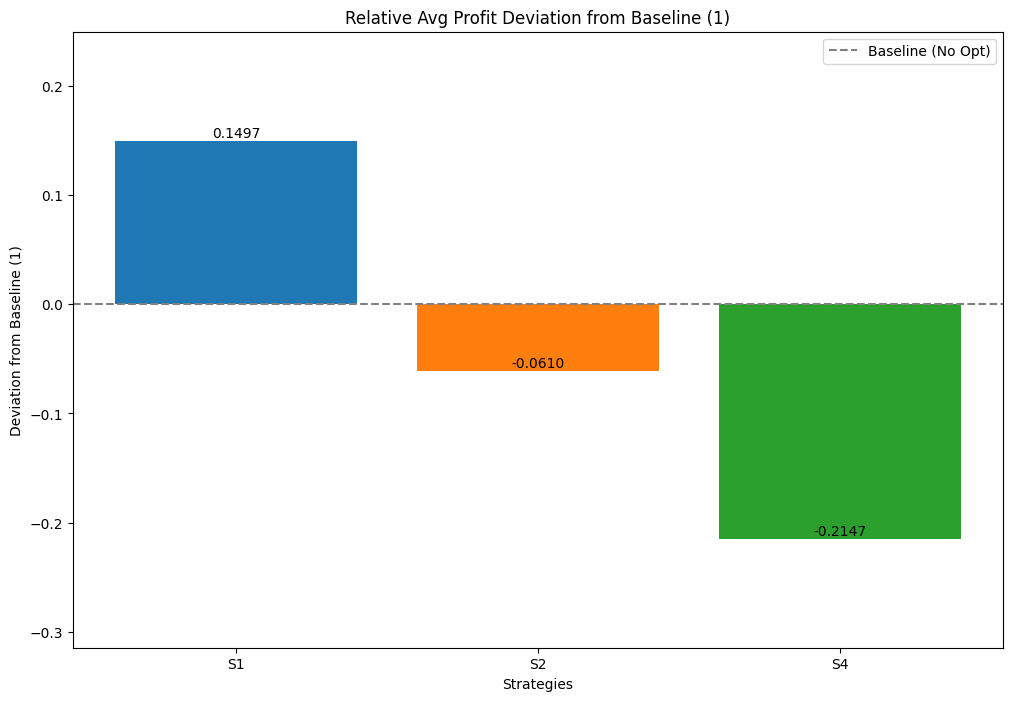 Relative Avg Profit Deviation from Baseline (1)
Baseline (No Opt)
Deviation from Baseline (1)
0.2
0.1
0.0
−0.1
−0.2
−0.3
0.1497
-0.0610
-0.2147
S1
S2
S4
Strategies